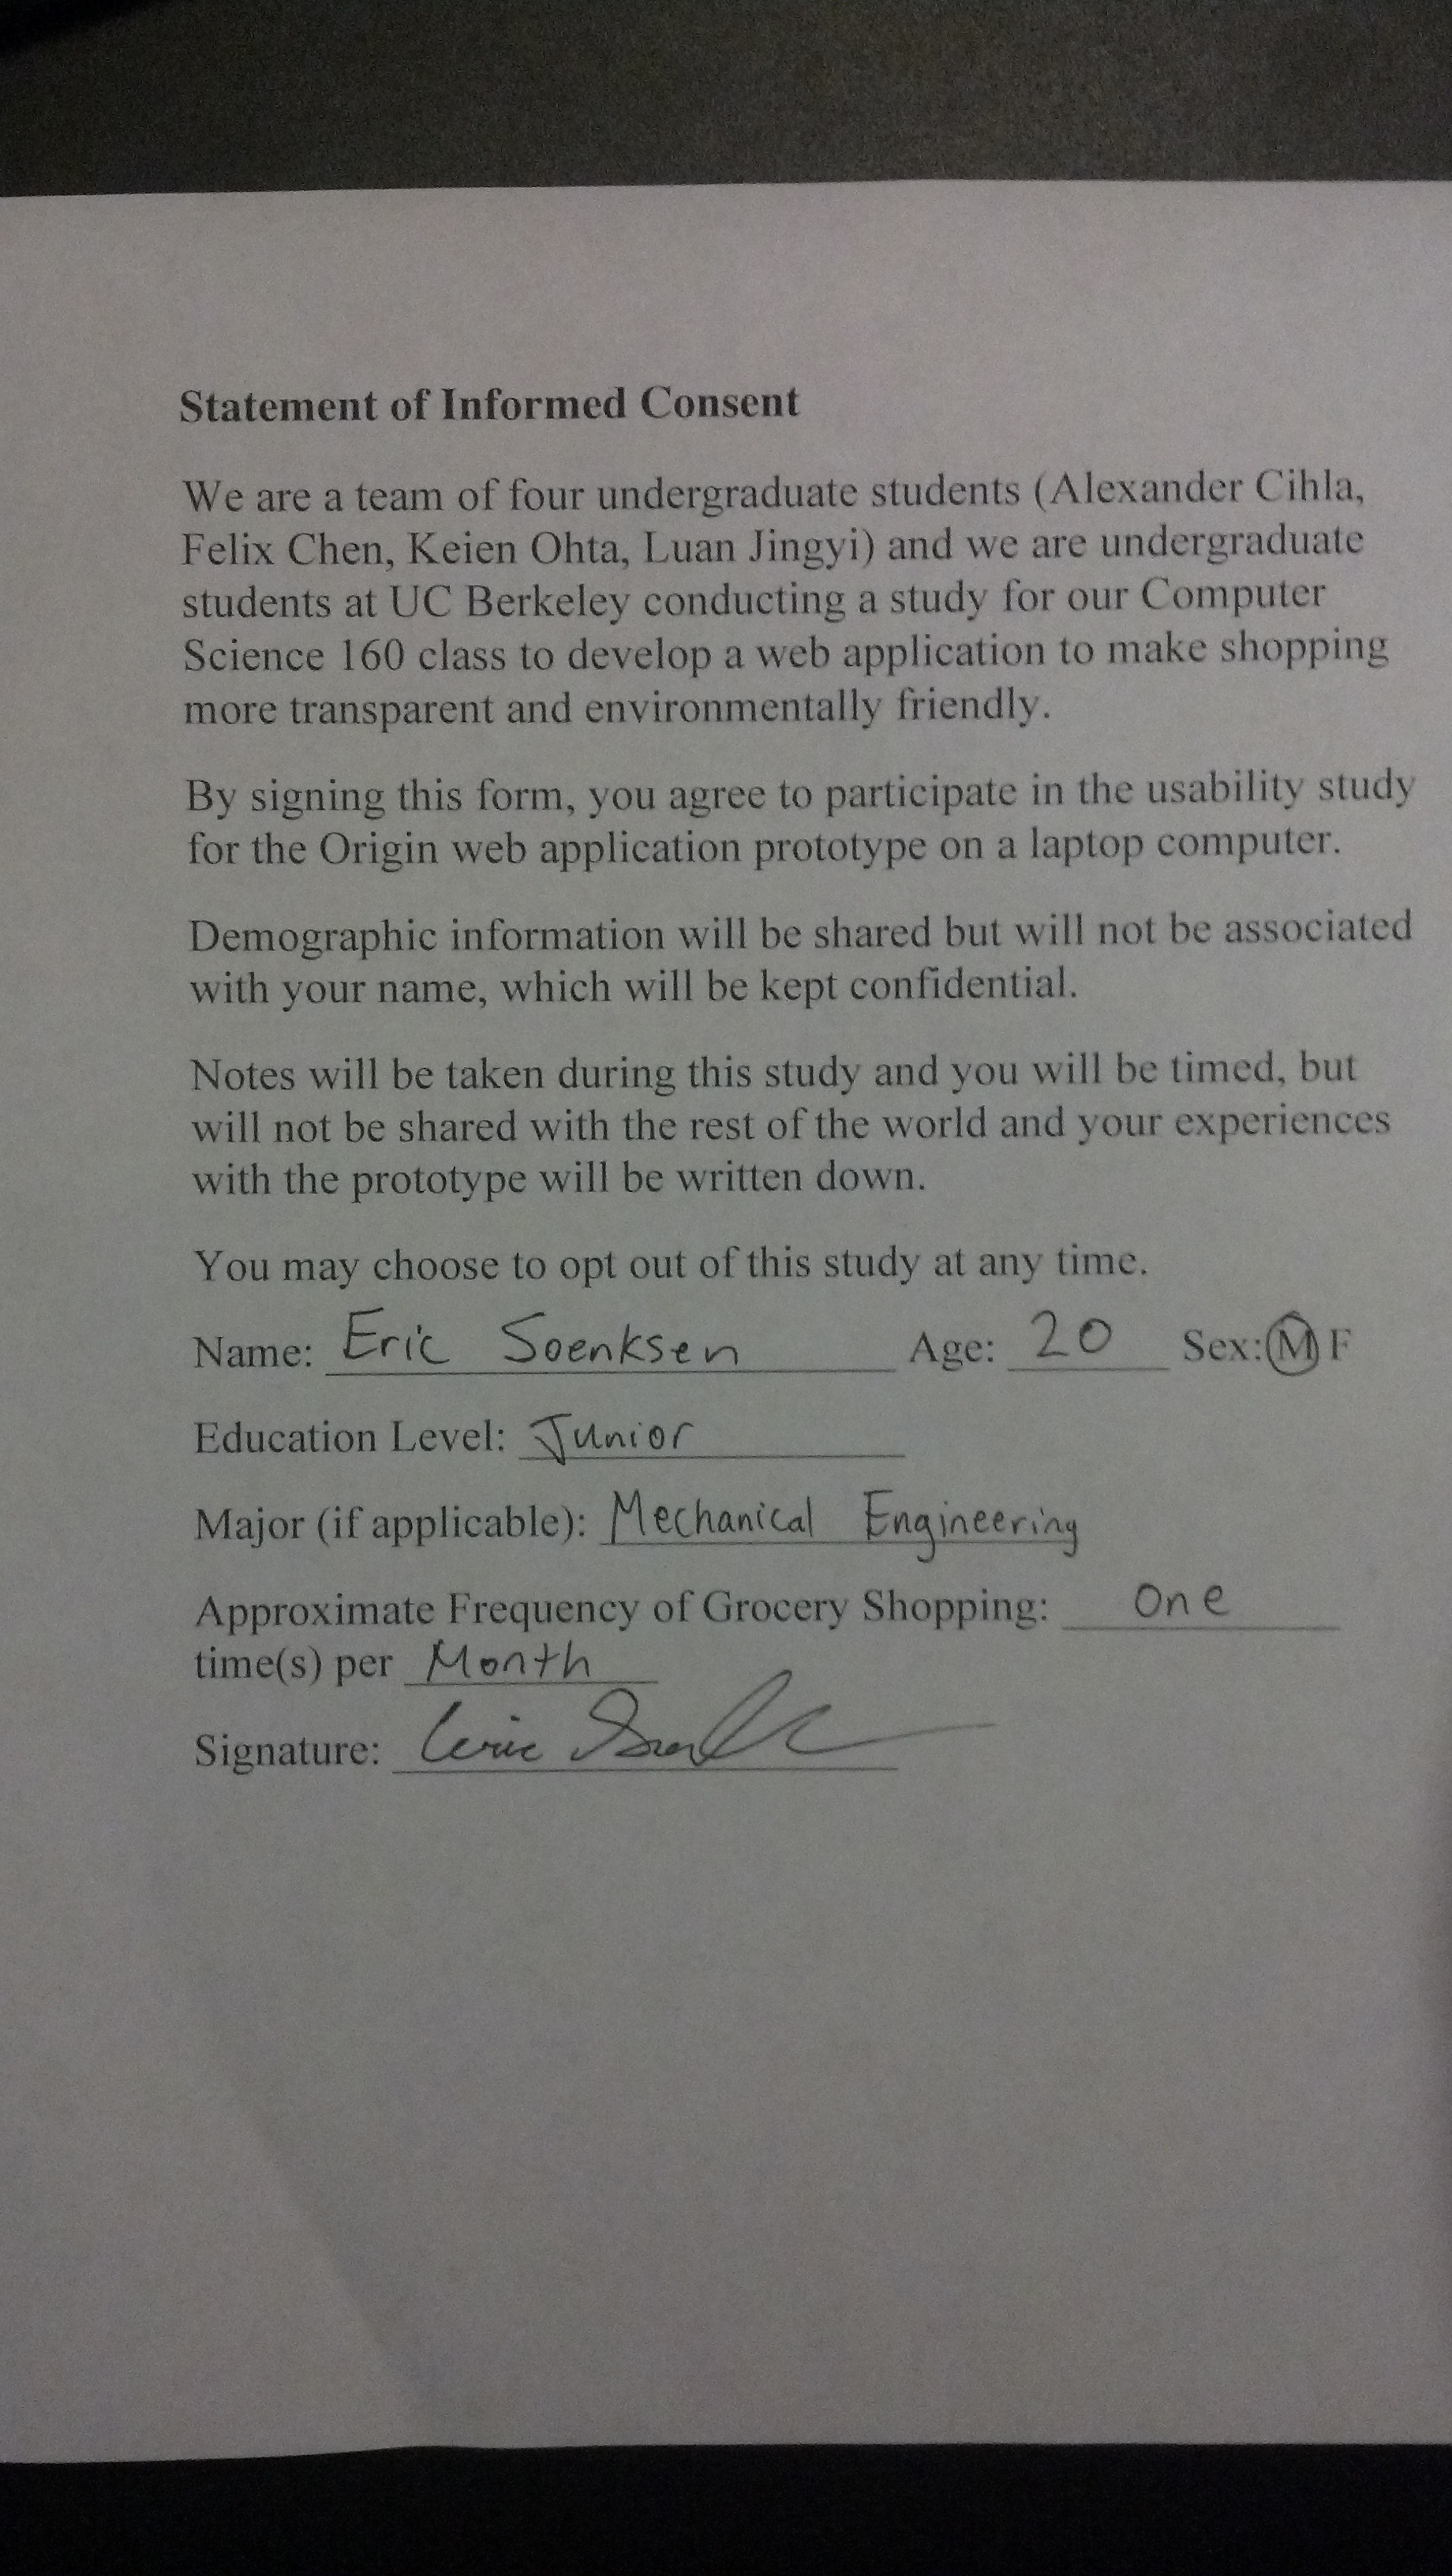 Statement of Informed Consent
We are a team of four undergraduate students (Alexander Cihla,
Felix Chen, Keien Ohta, Luan Jingyi) and we are undergraduate
students at UC Berkeley conducting a study for our Computer
Science 160 class to develop a web application to make shopping
more transparent and environmentally friendly.
By signing this form, you agree to participate in the usability study
for the Origin web application prototype on a laptop computer.
Demographic information will be shared but will not be associated
with your name, which will be kept confidential.
Notes will be taken during this study and you will be timed, but
will not be shared with the rest of the world and your experiences
with the prototype will be written down.
You may choose to opt out of this study at any time.
Name: Eric Soenksen Age: 20 Sex: M F
Education Level: Junior
Major (if applicable): Mechanical Engineering
Approximate Frequency of Grocery Shopping: One
time(s) per Month
Signature: Eric